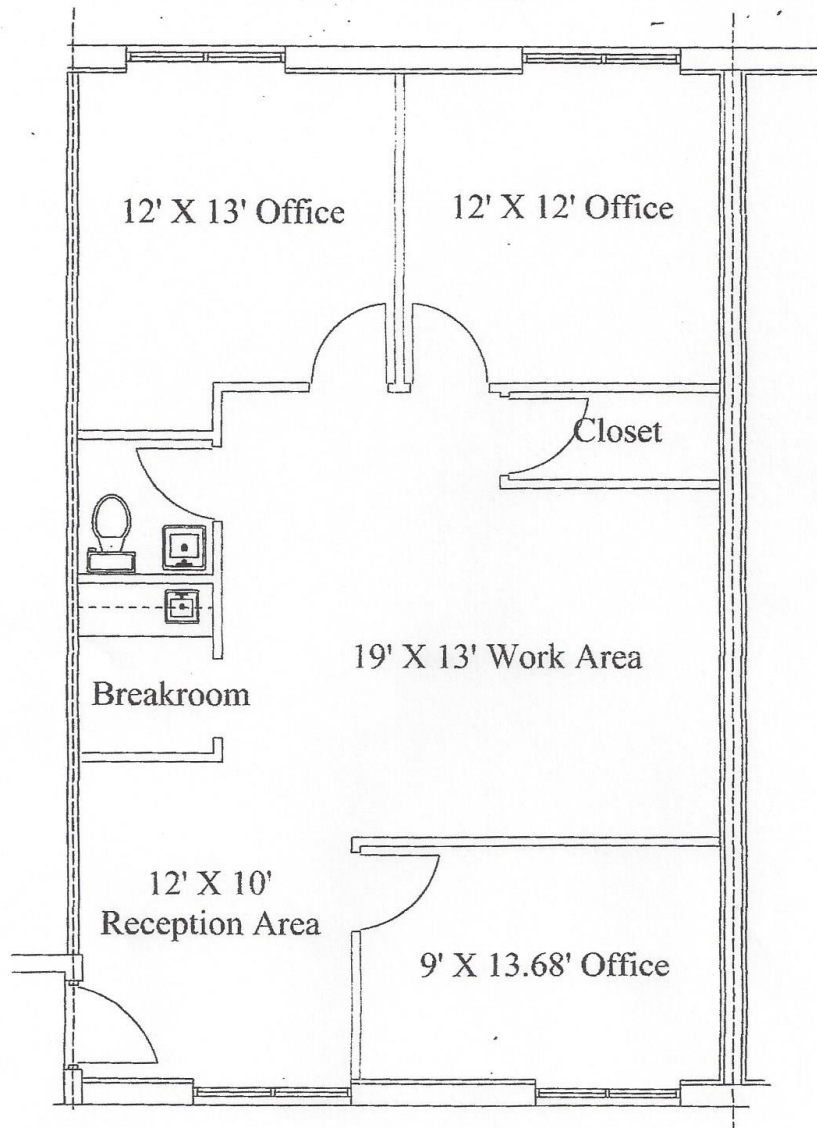 12' X 13' Office
12' X 12' Office
Closet
19' X 13' Work Area
Breakroom
12' X 10'
Reception Area
9' X 13.68' Office